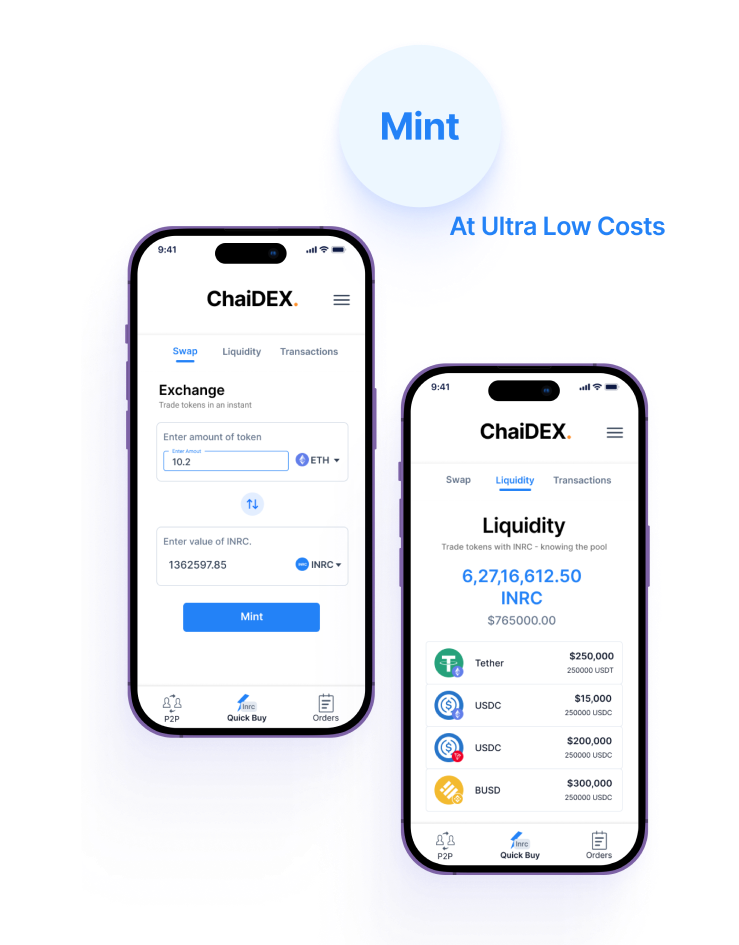 Mint
At Ultra Low Costs
9:41
ChaiDEX.
Swap Liquidity Transactions
Exchange
Trade tokens in an instant
Enter amount of token
Enter Amout
10.2
ETH
Enter value of INRC.
1362597.85
INRC
Mint
P2P
Inrc
Quick Buy
Orders
9:41
ChaiDEX.
Swap Liquidity Transactions
Liquidity
Trade tokens with INRC - knowing the pool
6,27,16,612.50
INRC
$765000.00
Tether
$250,000
250000 USDT
USDC
$15,000
250000 USDC
USDC
$200,000
250000 USDC
BUSD
$300,000
250000 USDC
P2P
Inrc
Quick Buy
Orders